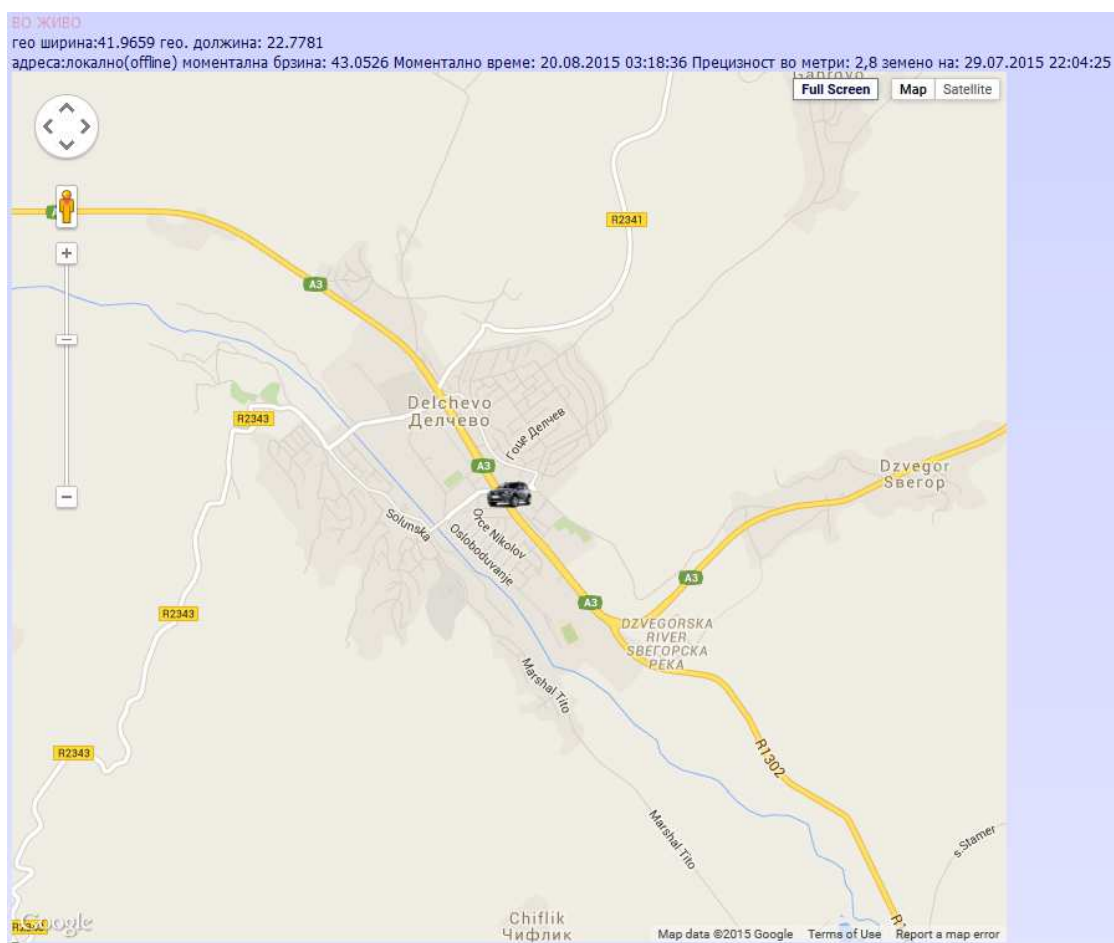 ВО ЖИВО
гео ширина:41.9659 гео. должина: 22.7781
адреса:локално(offline) моментална брзина: 43.0526 Моментално време: 20.08.2015 03:18:36 Прецизност во метри: 2,8 земено на: 29.07.2015 22:04:25
Full Screen Map Satellite
R2341
A3
Delchevo
Делчево
R2343
Гоце Делчев
A3
Dzvegor
Ѕвегор
Solunska
Orce Nikolov
Osloboduvanje
A3
A3
R2343
DZVEGORSKA
RIVER
ЅВЕГОРСКА
РЕКА
Marshal Tito
R2343
R1302
Marshal Tito
s.Stamer
Chiflik
Чифлик
Google
Map data ©2015 Google Terms of Use Report a map error